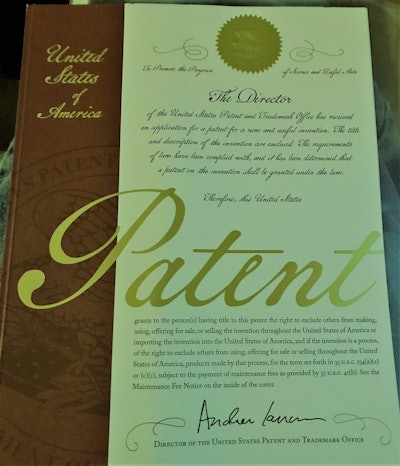 United
States
of
America
To Promote the Progress of Science and Useful Arts
The Director
of the United States Patent and Trademark Office has received
an application for a patent for a new and useful invention. The title
and description of the invention are enclosed. The requirements
of law have been complied with, and it has been determined that
a patent on the invention shall be granted under the law.
Therefore, this United States
Patent
grants to the person(s) having title to this patent the right to exclude others from making,
using, offering for sale, or selling the invention throughout the United States of America or
importing the invention into the United States of America, and if the invention is a process,
of the right to exclude others from using, offering for sale or selling throughout the United
States of America, products made by that process, for the term set forth in 35 U.S.C. 154(a)(2)
or (c)(1), subject to the payment of maintenance fees as provided by 35 U.S.C. 41(b). See the
Maintenance Fee Notice on the inside of the cover.
Director of the United States Patent and Trademark Office